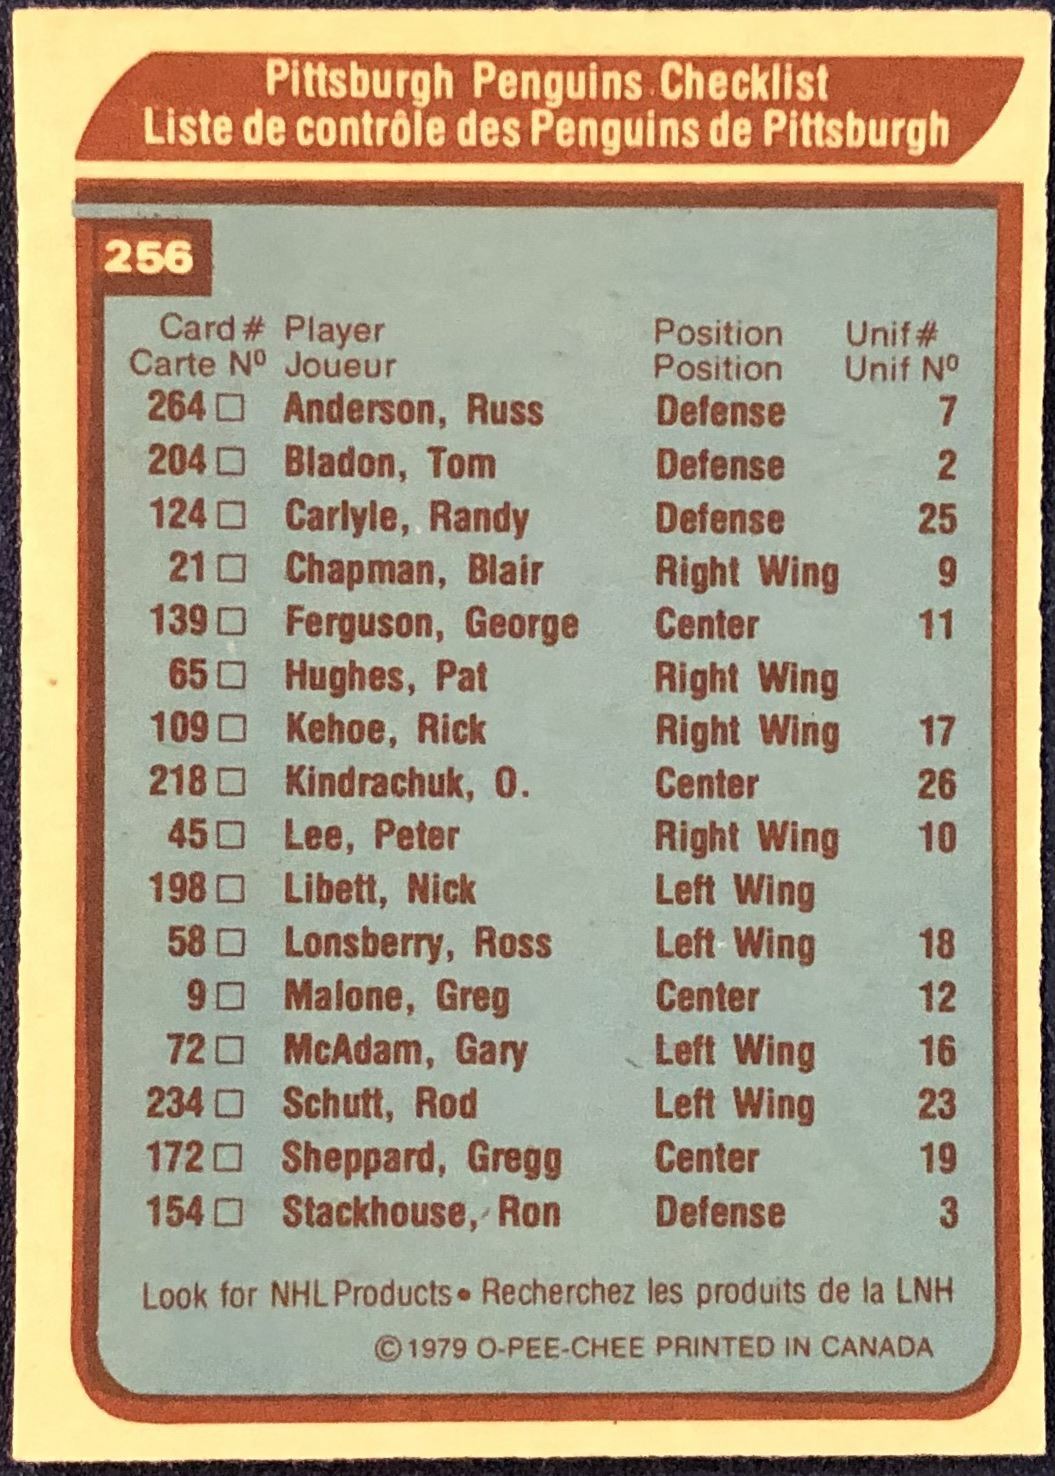 Pittsburgh Penguins Checklist
Liste de contrôle des Penguins de Pittsburgh
256
Card # Player Position Unif #
Carte Nº Joueur Position Unif Nº
264 □ Anderson, Russ Defense 7
204 □ Bladon, Tom Defense 2
124 □ Carlyle, Randy Defense 25
21 □ Chapman, Blair Right Wing 9
139 □ Ferguson, George Center 11
65 □ Hughes, Pat Right Wing
109 □ Kehoe, Rick Right Wing 17
218 □ Kindrachuk, O. Center 26
45 □ Lee, Peter Right Wing 10
198 □ Libett, Nick Left Wing
58 □ Lonsberry, Ross Left Wing 18
9 □ Malone, Greg Center 12
72 □ McAdam, Gary Left Wing 16
234 □ Schutt, Rod Left Wing 23
172 □ Sheppard, Gregg Center 19
154 □ Stackhouse, Ron Defense 3
Look for NHL Products • Recherchez les produits de la LNH
© 1979 O-PEE-CHEE PRINTED IN CANADA